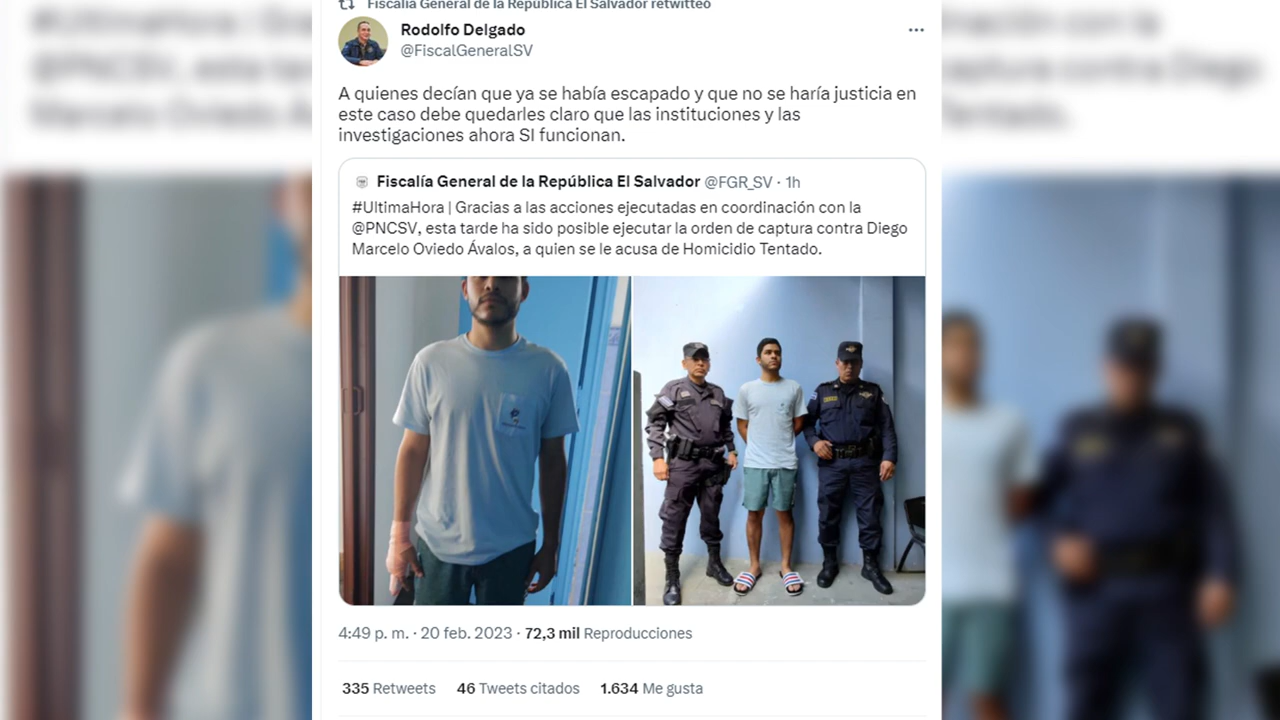 Fiscalía General de la República El Salvador retwitteó
Rodolfo Delgado
@FiscalGeneralSV
A quienes decían que ya se había escapado y que no se haría justicia en
este caso debe quedarles claro que las instituciones y las
investigaciones ahora SI funcionan.
Fiscalía General de la República El Salvador @FGR_SV · 1h
#UltimaHora | Gracias a las acciones ejecutadas en coordinación con la
@PNCSV, esta tarde ha sido posible ejecutar la orden de captura contra Diego
Marcelo Oviedo Ávalos, a quien se le acusa de Homicidio Tentado.
4:49 p. m. · 20 feb. 2023 · 72,3 mil Reproducciones
335 Retweets 46 Tweets citados 1.634 Me gusta